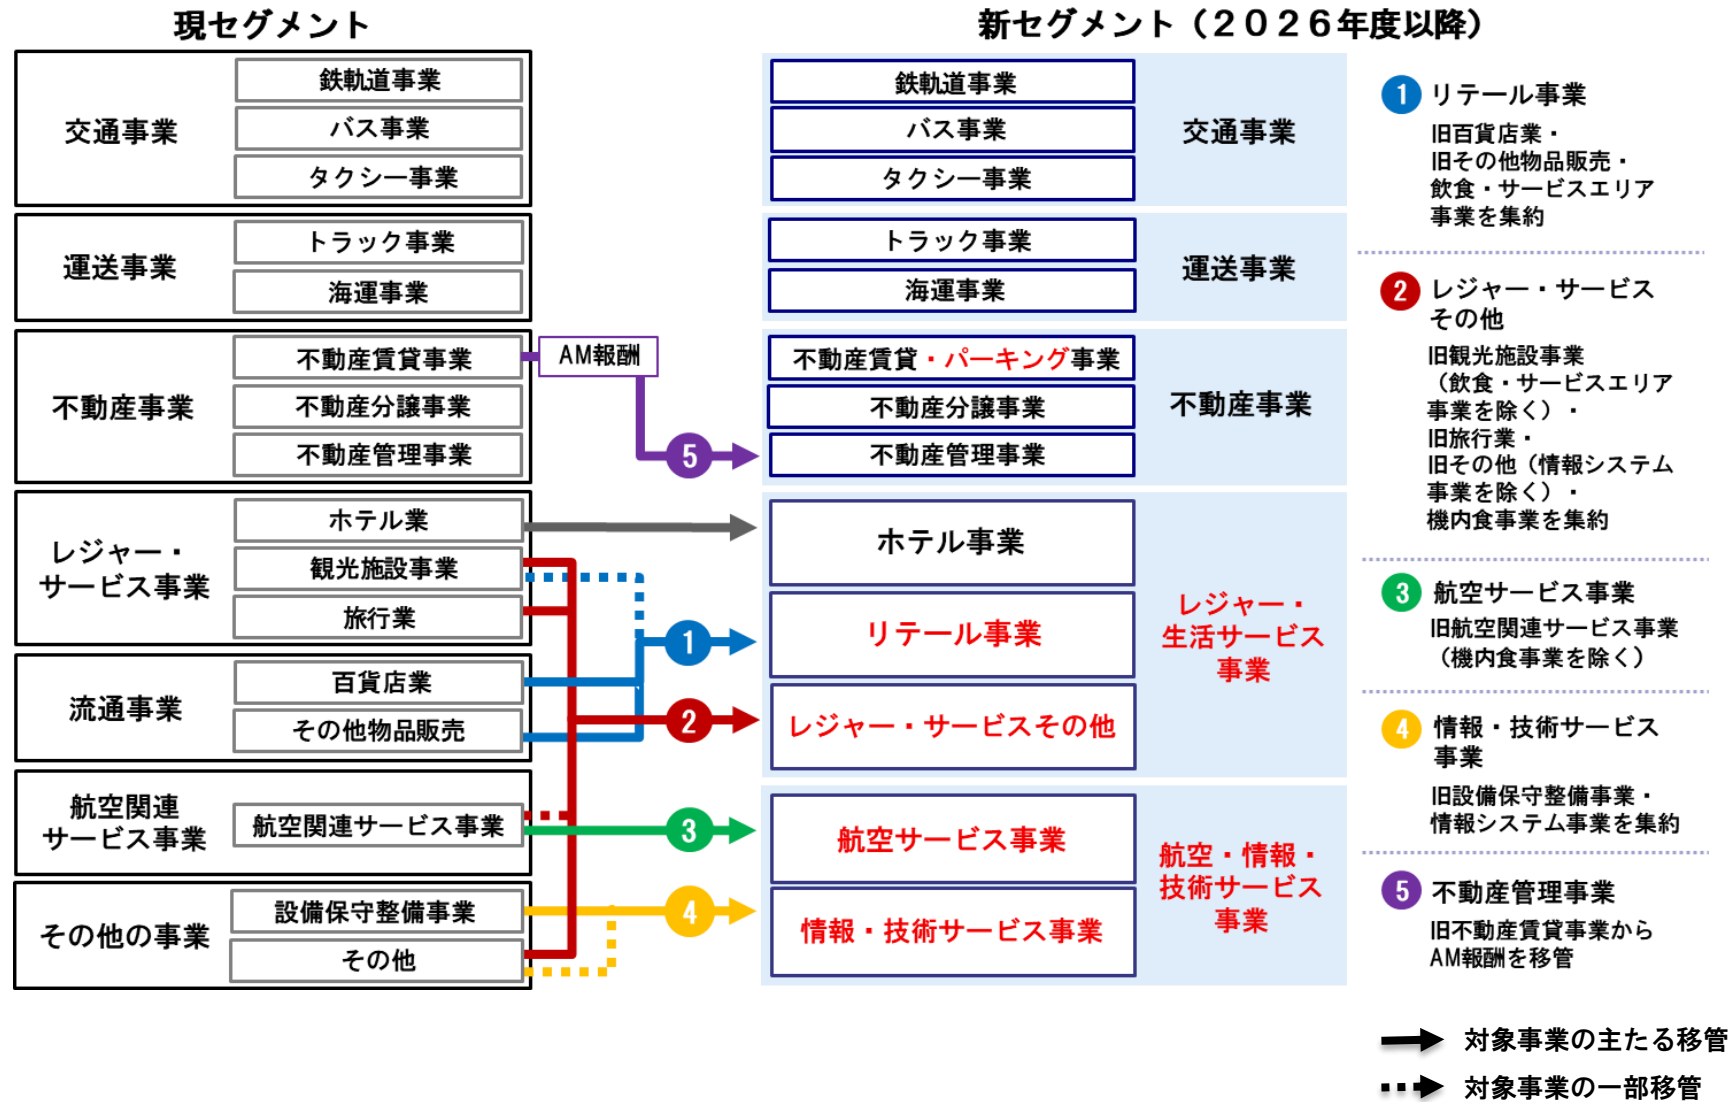 現セグメント
交通事業
鉄軌道事業
バス事業
タクシー事業
運送事業
トラック事業
海運事業
不動産事業
不動産賃貸事業
不動産分譲事業
不動産管理事業
AM報酬
レジャー・
サービス事業
ホテル業
観光施設事業
旅行業
流通事業
百貨店業
その他物品販売
航空関連
サービス事業
航空関連サービス事業
その他の事業
設備保守整備事業
その他
5
1
2
3
4
新セグメント（２０２６年度以降）
鉄軌道事業
バス事業
タクシー事業
交通事業
トラック事業
海運事業
運送事業
不動産賃貸・パーキング事業
不動産分譲事業
不動産管理事業
不動産事業
ホテル事業
リテール事業
レジャー・サービスその他
レジャー・
生活サービス
事業
航空サービス事業
情報・技術サービス事業
航空・情報・
技術サービス
事業
1 リテール事業
旧百貨店業・
旧その他物品販売・
飲食・サービスエリア
事業を集約
2 レジャー・サービス
その他
旧観光施設事業
（飲食・サービスエリア
事業を除く）・
旧旅行業・
旧その他（情報システム
事業を除く）・
機内食事業を集約
3 航空サービス事業
旧航空関連サービス事業
（機内食事業を除く）
4 情報・技術サービス
事業
旧設備保守整備事業・
情報システム事業を集約
5 不動産管理事業
旧不動産賃貸事業から
AM報酬を移管
対象事業の主たる移管
対象事業の一部移管